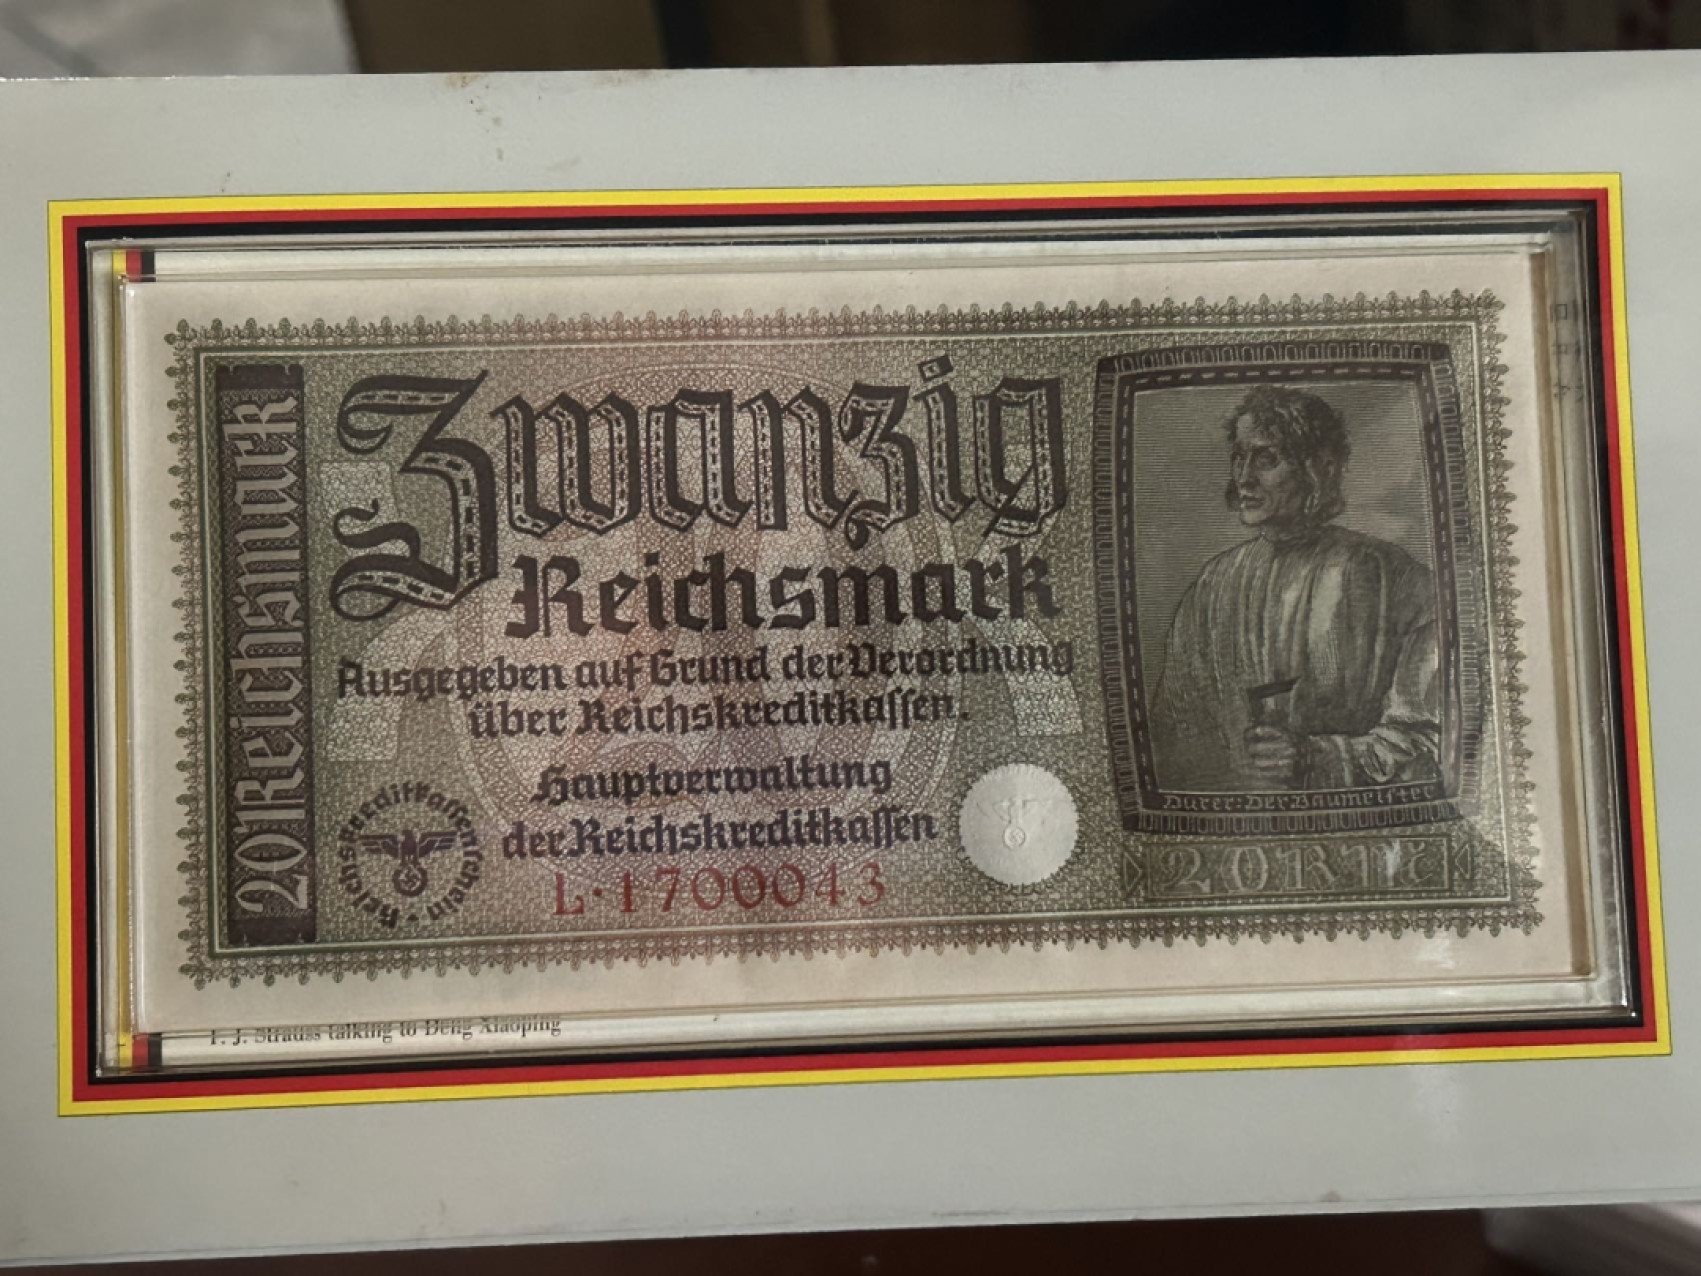 20 Reichsmark
Zwanzig
Reichsmark
Ausgegeben auf Grund der Verordnung
über Reichskreditkassen.
Hauptverwaltung
der Reichskreditkassen
Reichskreditkassenschein
L·1700043
Dürer: Der Baumeister
20 RM
F. J. Strauss talking to Deng Xiaoping